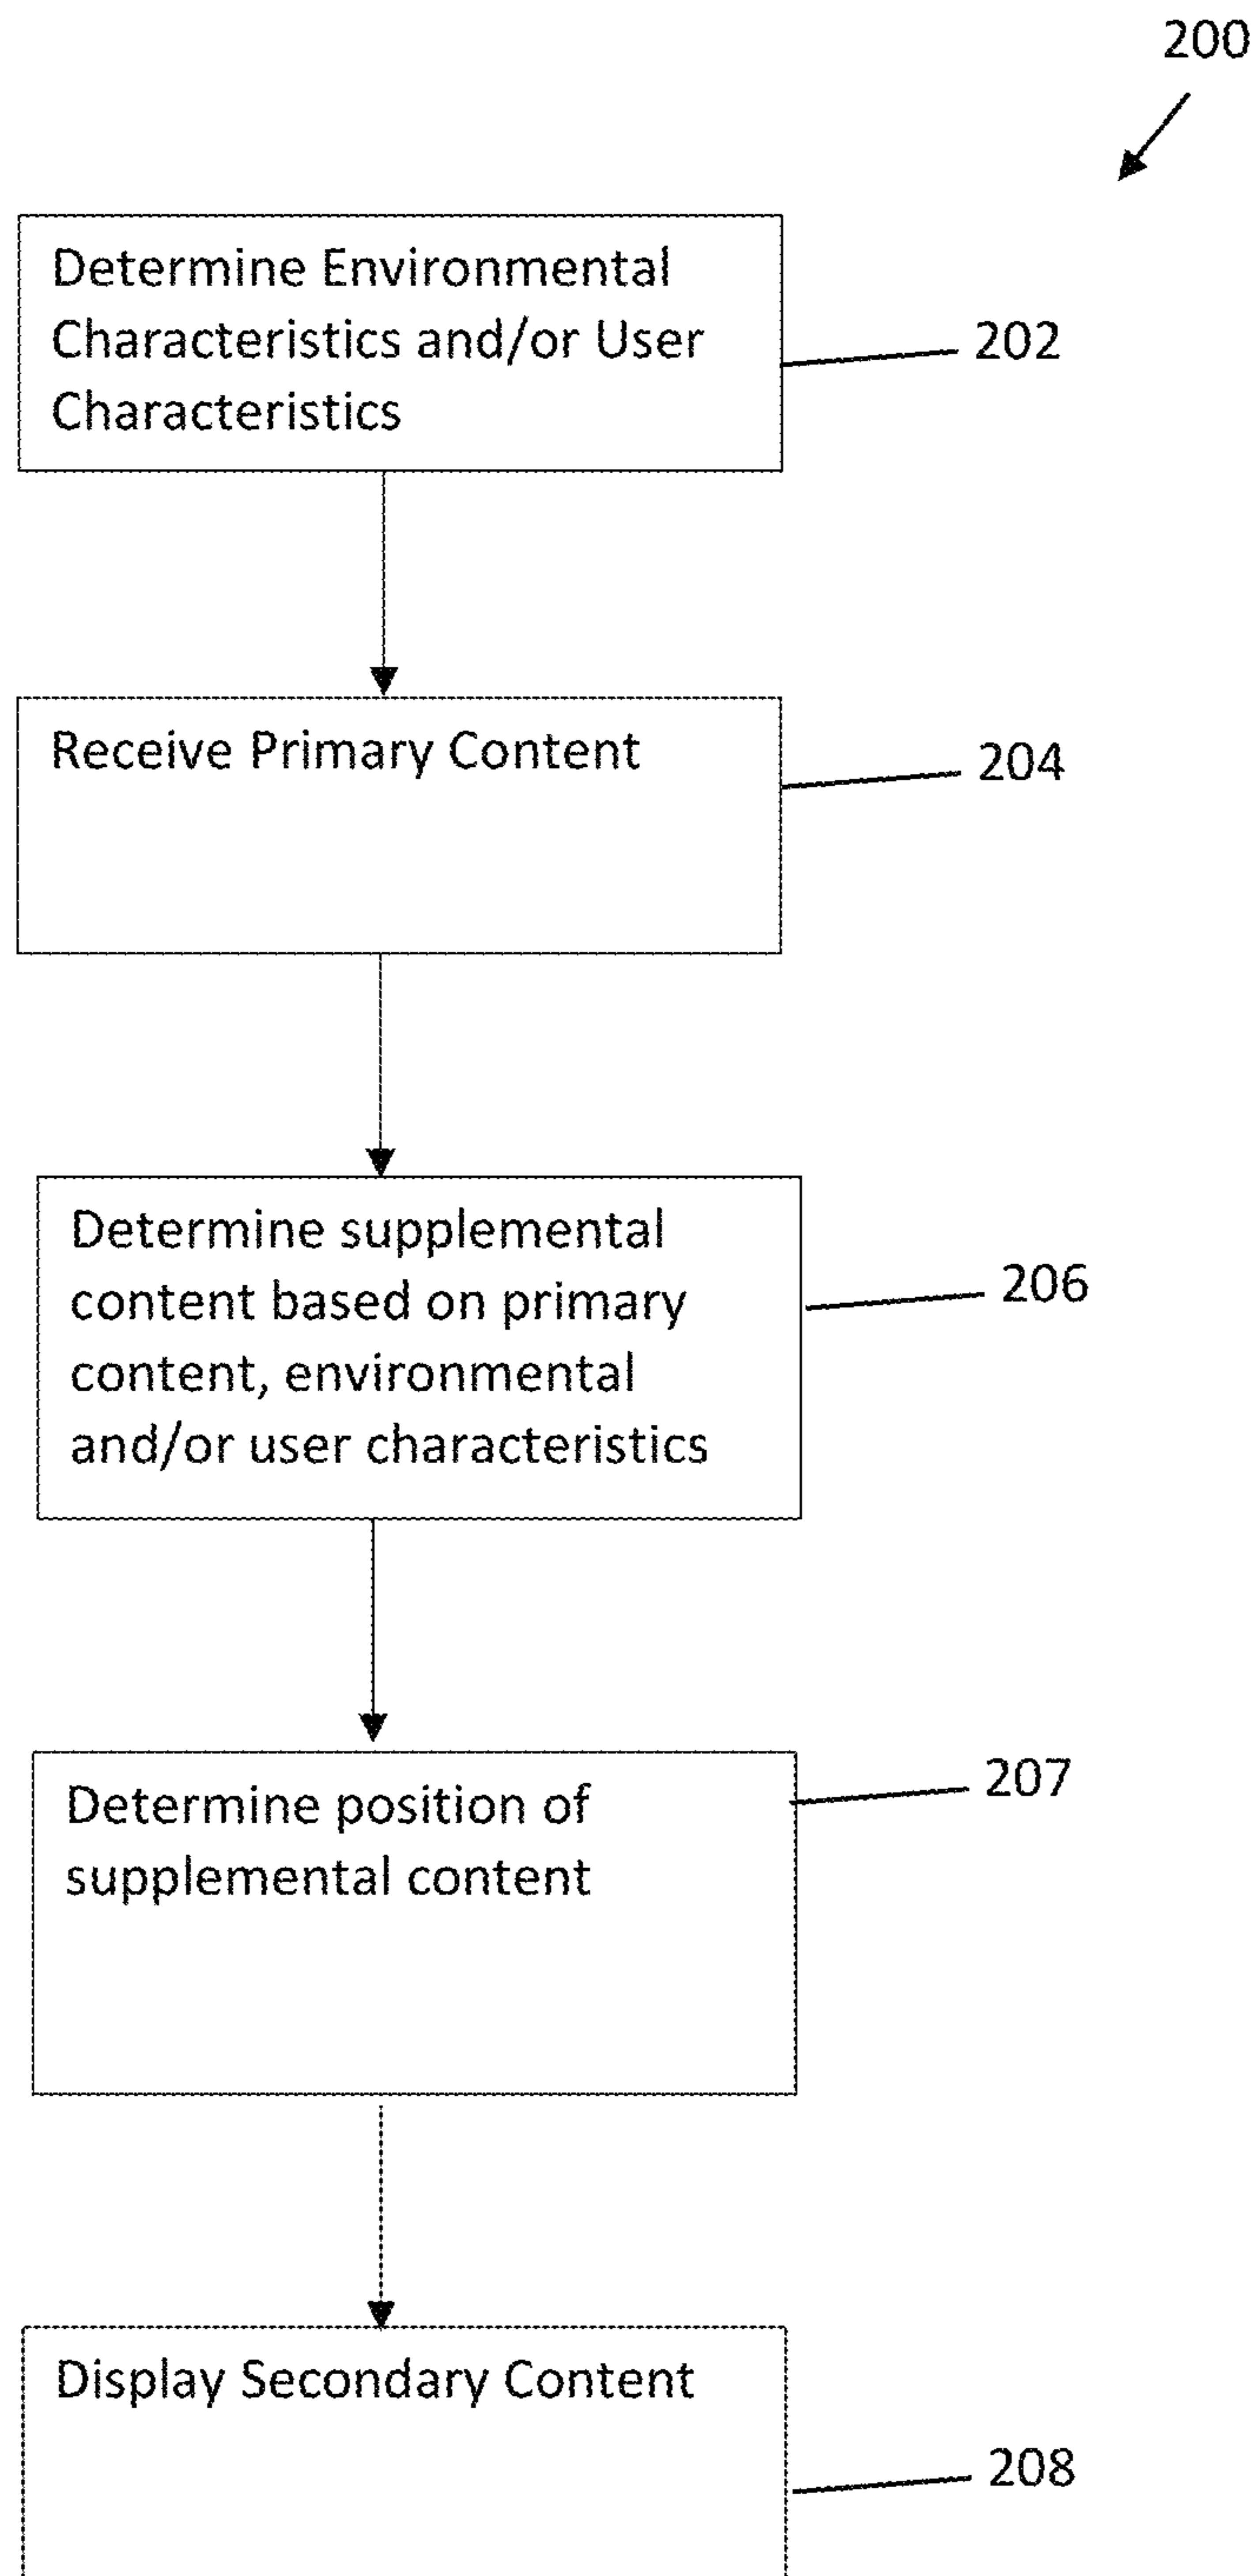 200
Determine Environmental
Characteristics and/or User
Characteristics
202
Receive Primary Content
204
Determine supplemental
content based on primary
content, environmental
and/or user characteristics
206
Determine position of
supplemental content
207
Display Secondary Content
208